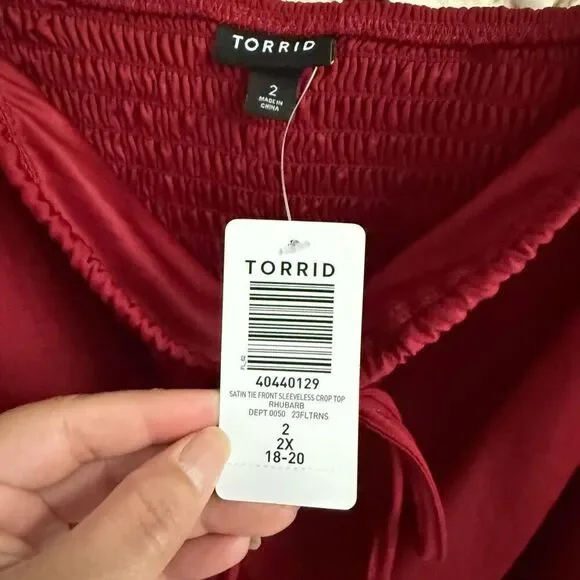 TORRID
2
MADE IN
CHINA
TORRID
40440129
SATIN TIE FRONT SLEEVELESS CROP TOP
RHUBARB
DEPT 0050 23FLTRNS
2
2X
18-20